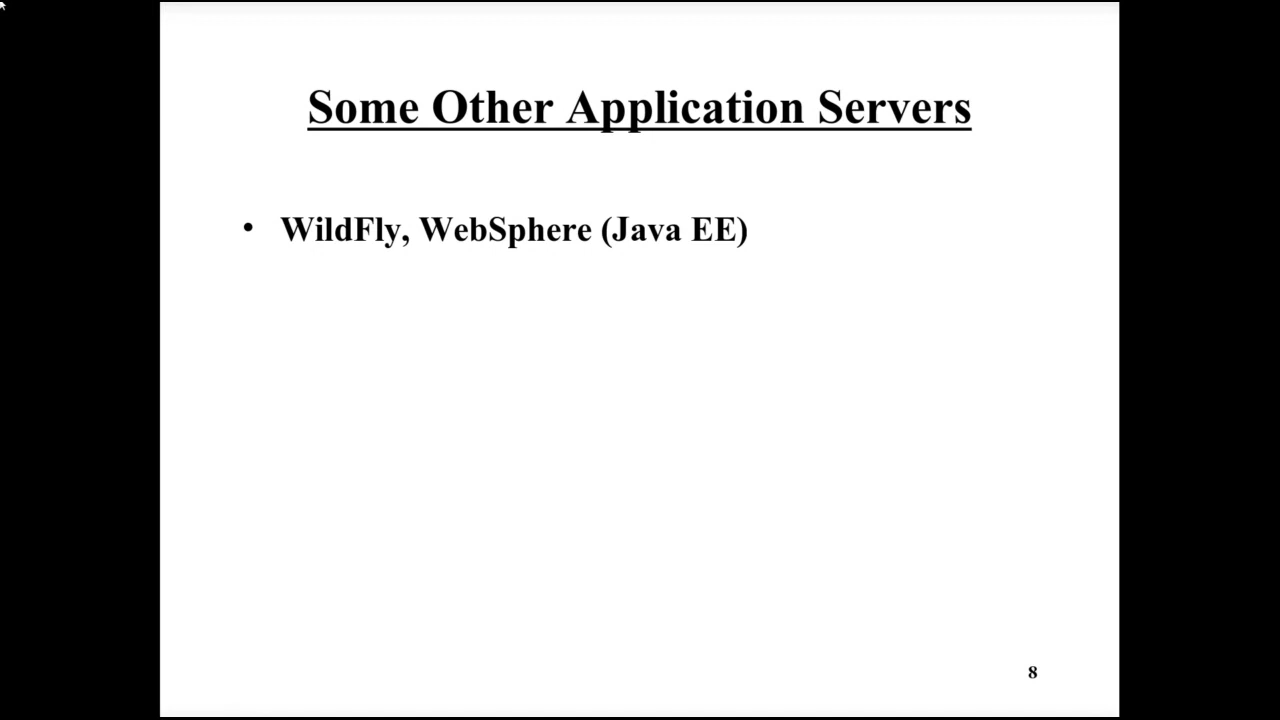 Some Other Application Servers
• WildFly, WebSphere (Java EE)
8